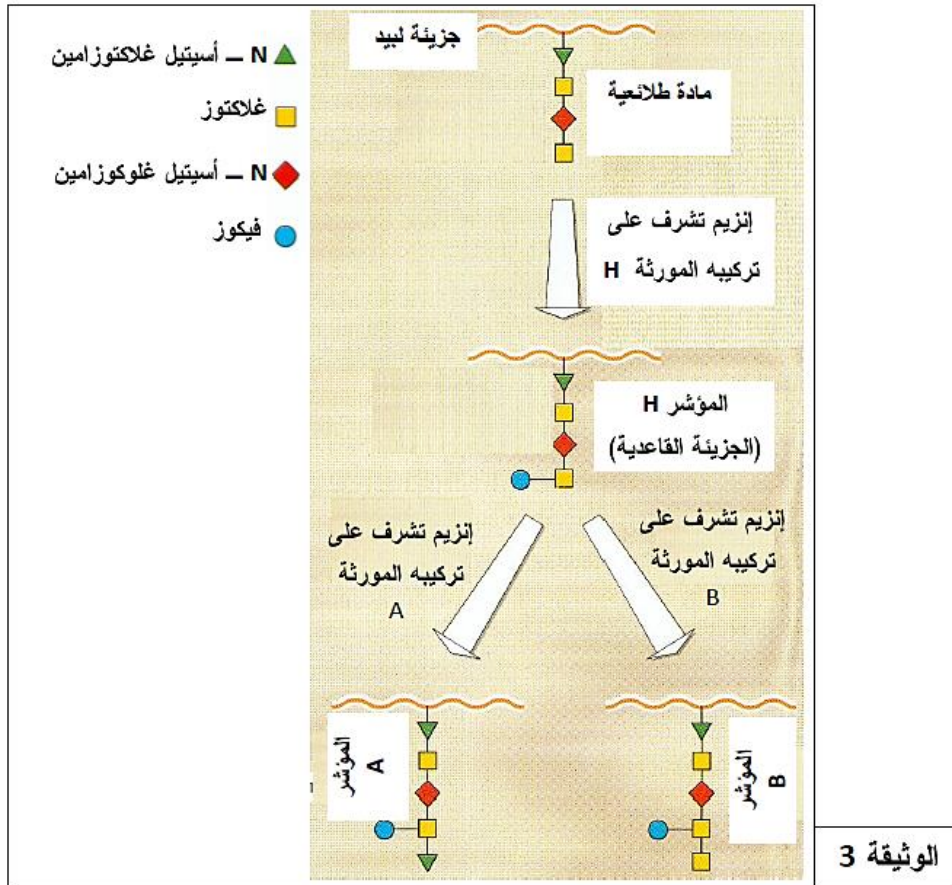 جزيئة لبيد
N – أسيتيل غلاكتوزامين
غلاكتوز
N – أسيتيل غلوكوزامين
فيكوز
مادة طلائعية
إنزيم تشرف على
تركيبه المورثة H
المؤشر H
(الجزيئة القاعدية)
إنزيم تشرف على
تركيبه المورثة
B
إنزيم تشرف على
تركيبه المورثة
A
المؤشر
B
المؤشر
A
الوثيقة 3